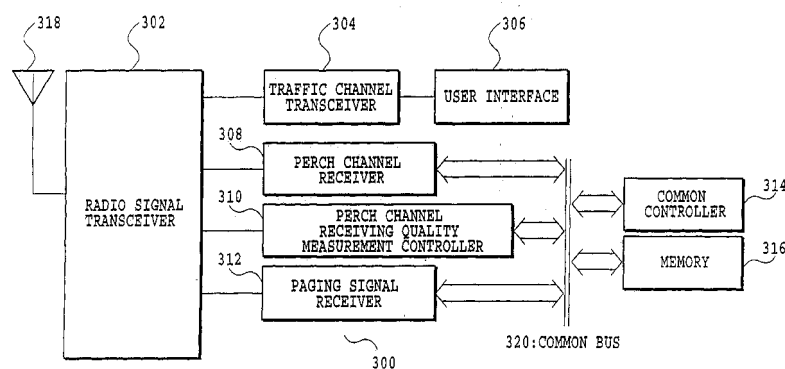 318
302
304
306
TRAFFIC CHANNEL
TRANSCEIVER
USER INTERFACE
308
PERCH CHANNEL
RECEIVER
310
RADIO SIGNAL
TRANSCEIVER
PERCH CHANNEL
RECEIVING QUALITY
MEASUREMENT CONTROLLER
COMMON
CONTROLLER
314
312
PAGING SIGNAL
RECEIVER
MEMORY
316
320:COMMON BUS
300